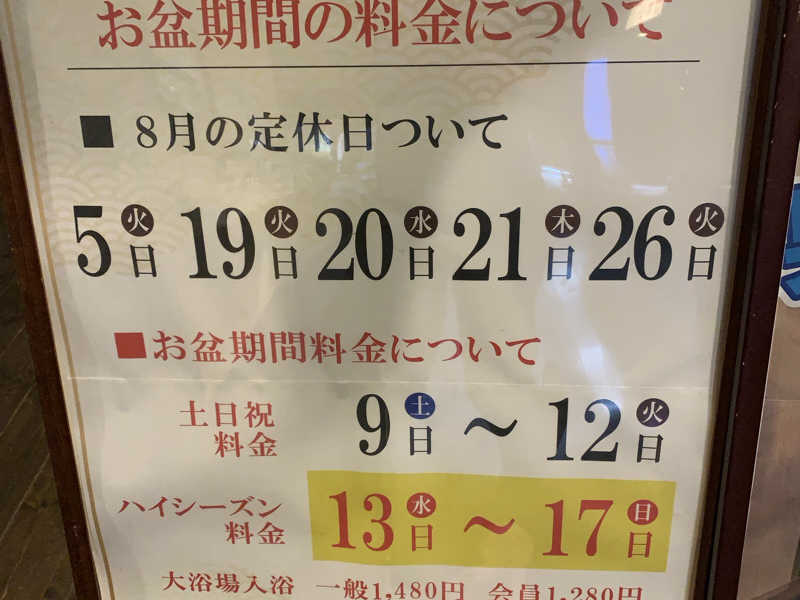 お盆期間の料金について
■ 8月の定休日ついて
5日火 19日火 20日水 21日木 26日火
■お盆期間料金について
土日祝料金 9日土 ～ 12日火
ハイシーズン料金 13日水 ～ 17日日
大浴場入浴 一般1,480円 会員1,280円